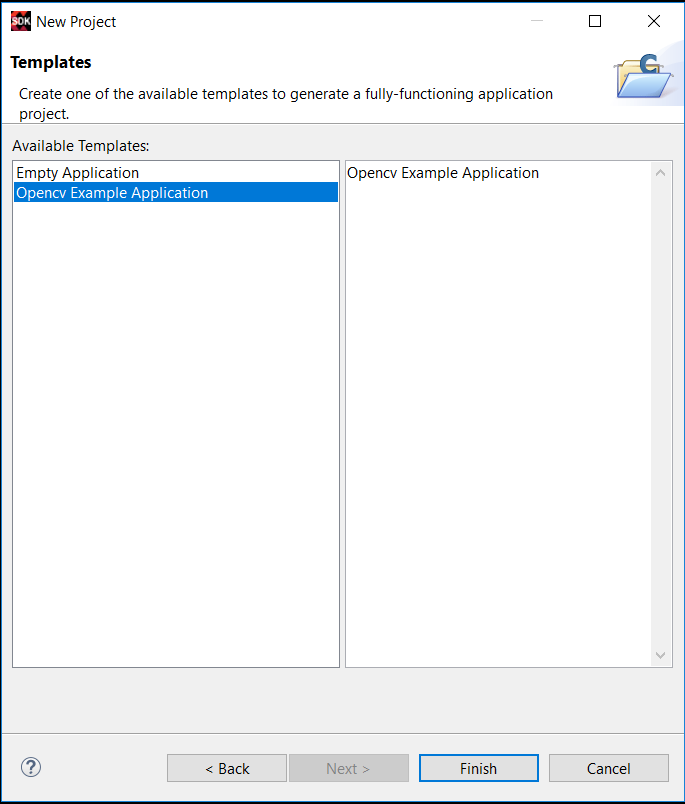 SDK New Project
Templates
Create one of the available templates to generate a fully-functioning application
project.
Available Templates:
Empty Application
Opencv Example Application
Opencv Example Application
? < Back Next > Finish Cancel